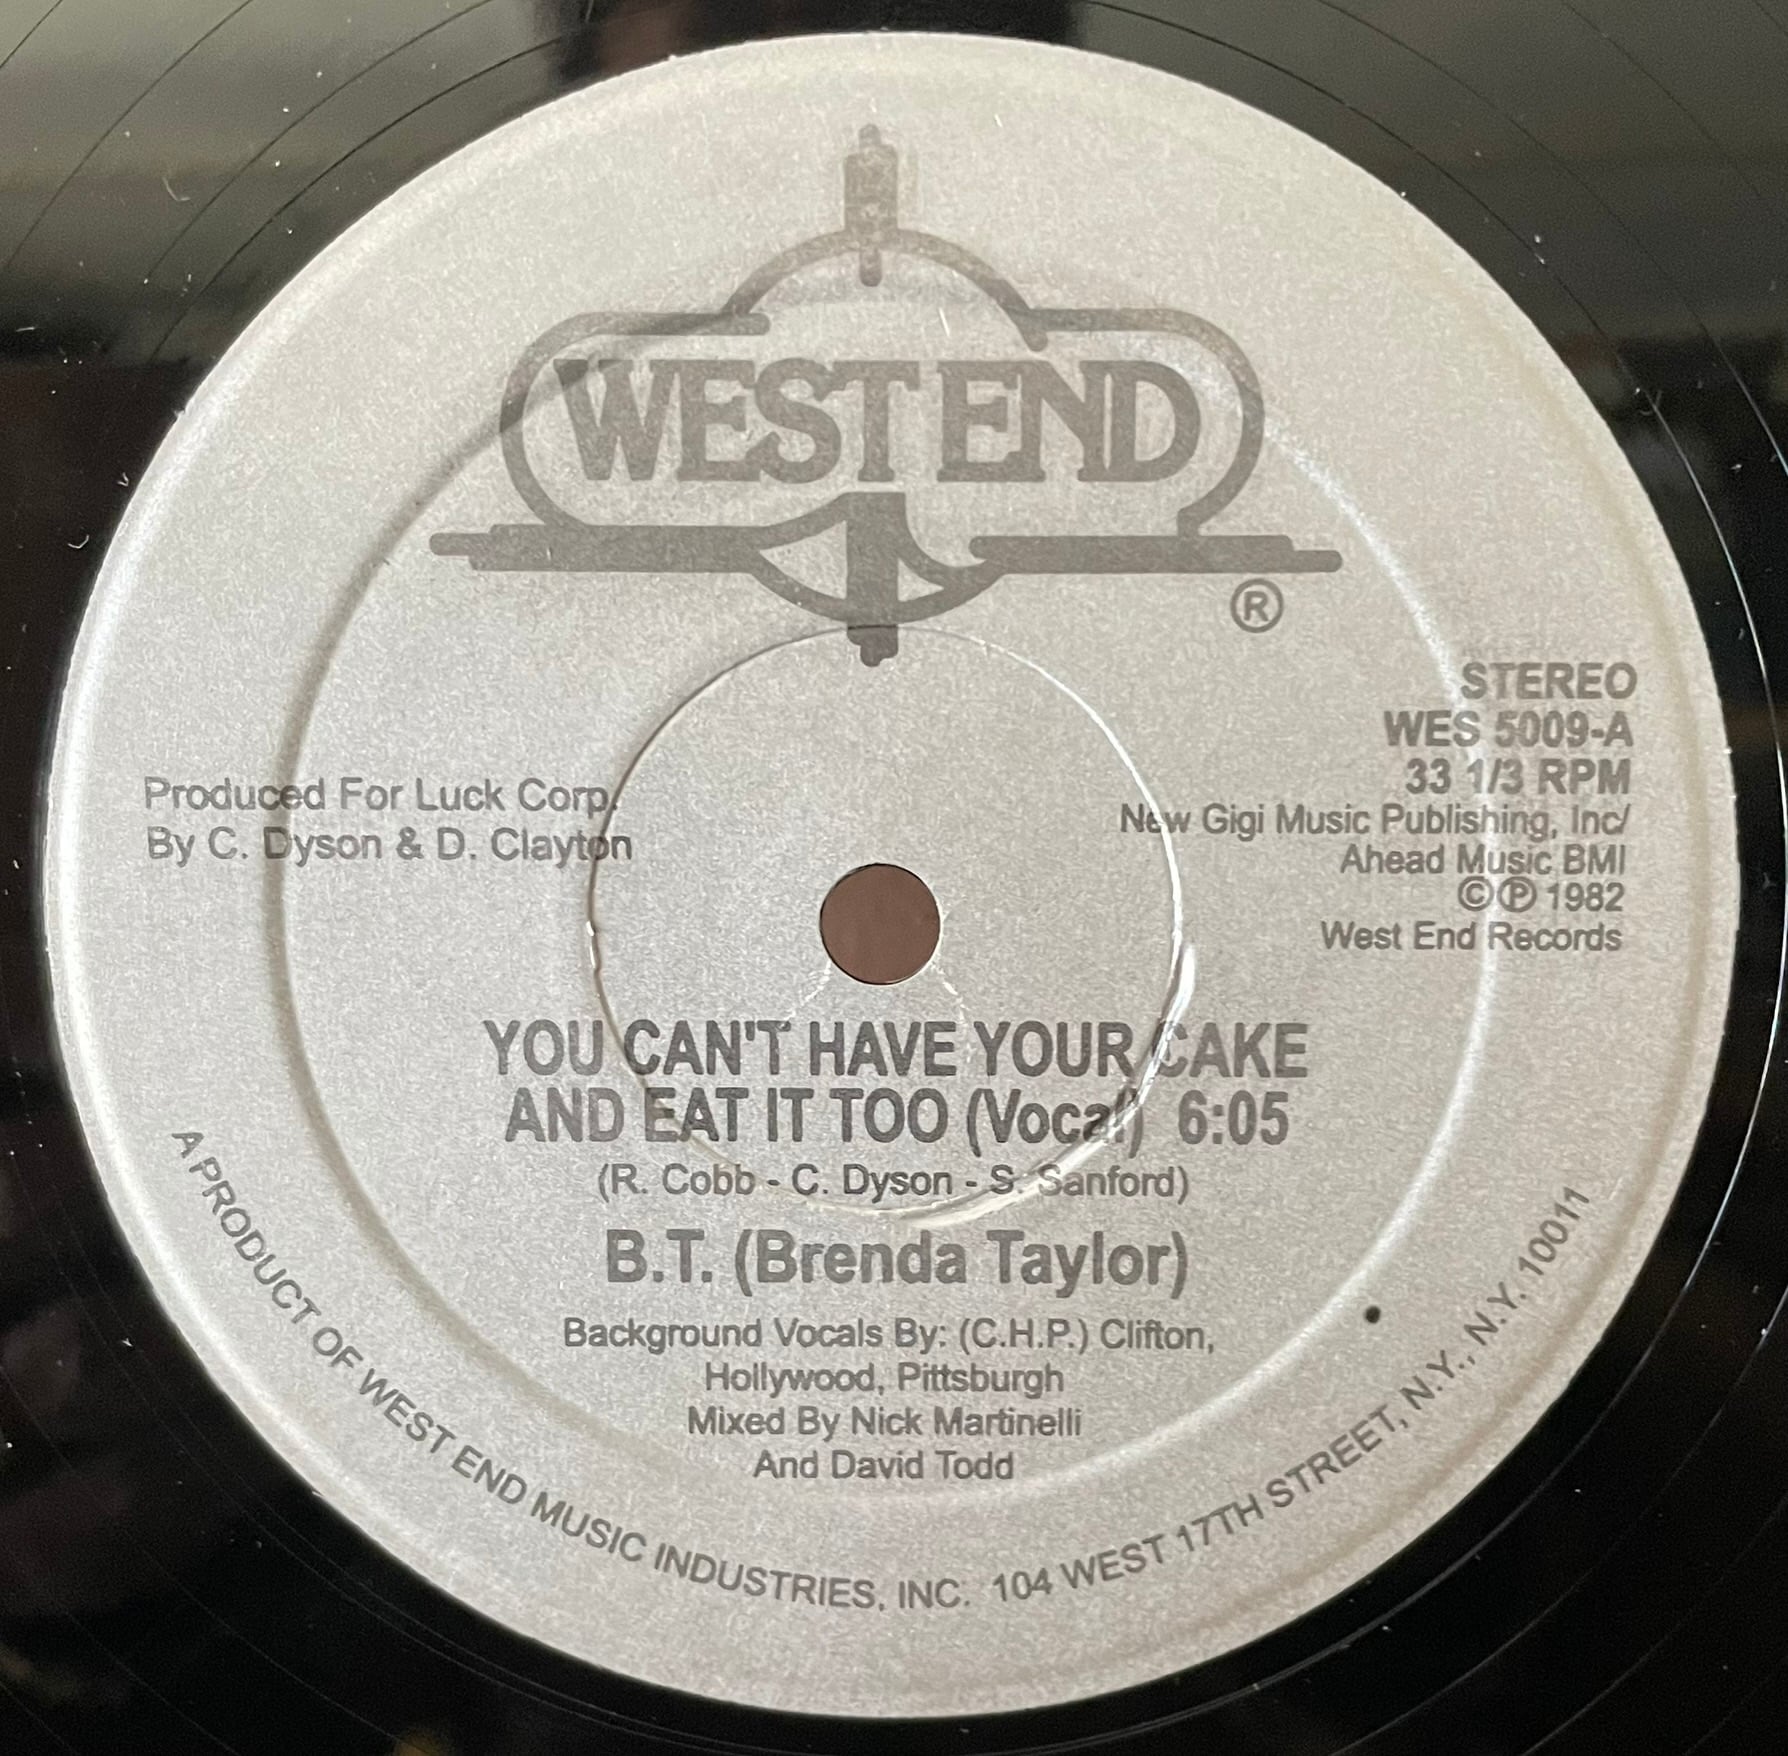 WEST END
®
STEREO
WES 5009-A
33 1/3 RPM
New Gigi Music Publishing, Inc/
Ahead Music BMI
©℗ 1982
West End Records
Produced For Luck Corp.
By C. Dyson & D. Clayton
YOU CAN'T HAVE YOUR CAKE
AND EAT IT TOO (Vocal) 6:05
(R. Cobb - C. Dyson - S. Sanford)
B.T. (Brenda Taylor)
Background Vocals By: (C.H.P.) Clifton,
Hollywood, Pittsburgh
Mixed By Nick Martinelli
And David Todd
A PRODUCT OF WEST END MUSIC INDUSTRIES, INC. 104 WEST 17TH STREET, N.Y., N.Y. 10011